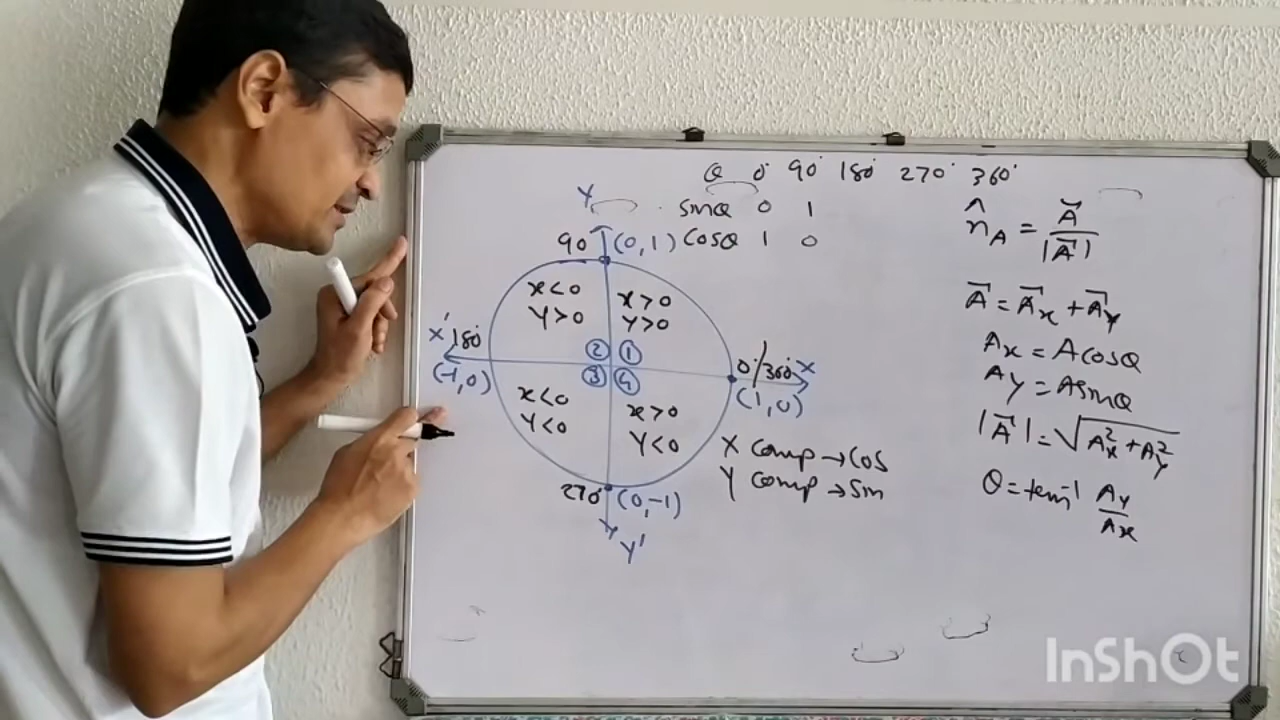 θ 0° 90° 180° 270° 360°
sinθ 0 1
cosθ 1 0
Y
90° (0,1)
x<0 x>0
Y>0 Y>0
X' 180° ② ① 0°/360° X
(-1,0) ③ ④ (1,0)
x<0 x>0
Y<0 Y<0
270° (0,-1)
Y'
X comp → cos
Y comp → sin
n̂_A = A⃗/|A⃗|
A⃗ = A⃗x + A⃗y
Ax = A cosθ
Ay = A sinθ
|A⃗| = √(Ax² + Ay²)
θ = tan⁻¹ Ay/Ax
InShOt